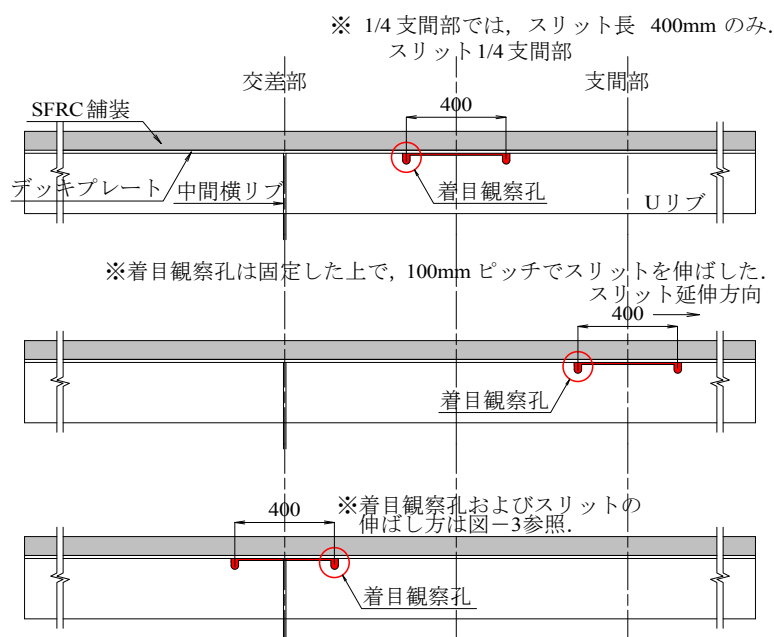 ※ 1/4 支間部では, スリット長 400mm のみ.
スリット1/4支間部
交差部
支間部
400
SFRC 舗装
デッキプレート
中間横リブ
着目観察孔
Uリブ
※着目観察孔は固定した上で, 100mm ピッチでスリットを伸ばした.
スリット延伸方向
400
着目観察孔
※着目観察孔およびスリットの
伸ばし方は図－3参照.
400
着目観察孔